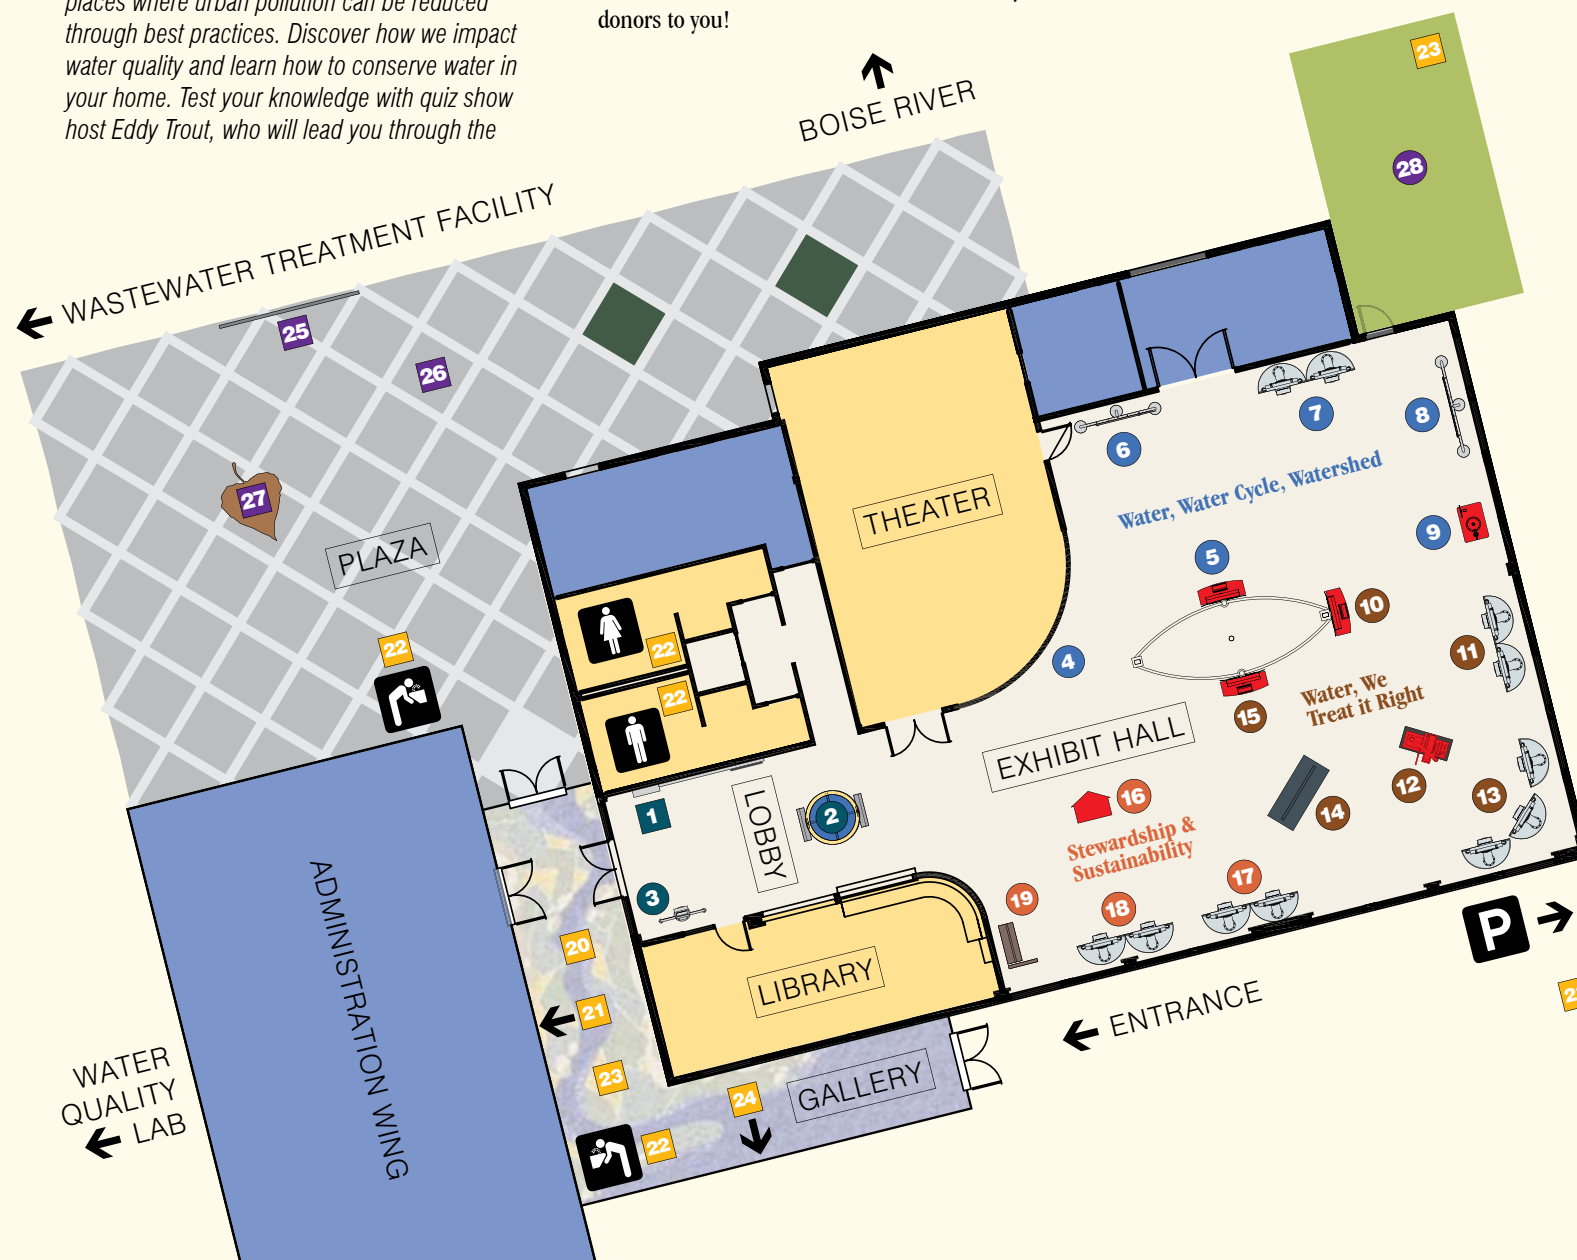 places where urban pollution can be reduced
through best practices. Discover how we impact
water quality and learn how to conserve water in
your home. Test your knowledge with quiz show
host Eddy Trout, who will lead you through the
donors to you!
BOISE RIVER
WASTEWATER TREATMENT FACILITY
23
28
25
26
27
PLAZA
22
THEATER
22
22
6
7
8
Water, Water Cycle, Watershed
9
5
10
4
11
Water, We
Treat it Right
15
EXHIBIT HALL
12
13
14
16
Stewardship &
Sustainability
17
18
19
1
LOBBY
2
3
LIBRARY
20
21
23
22
24
GALLERY
ENTRANCE
P
ADMINISTRATION WING
WATER
QUALITY
LAB